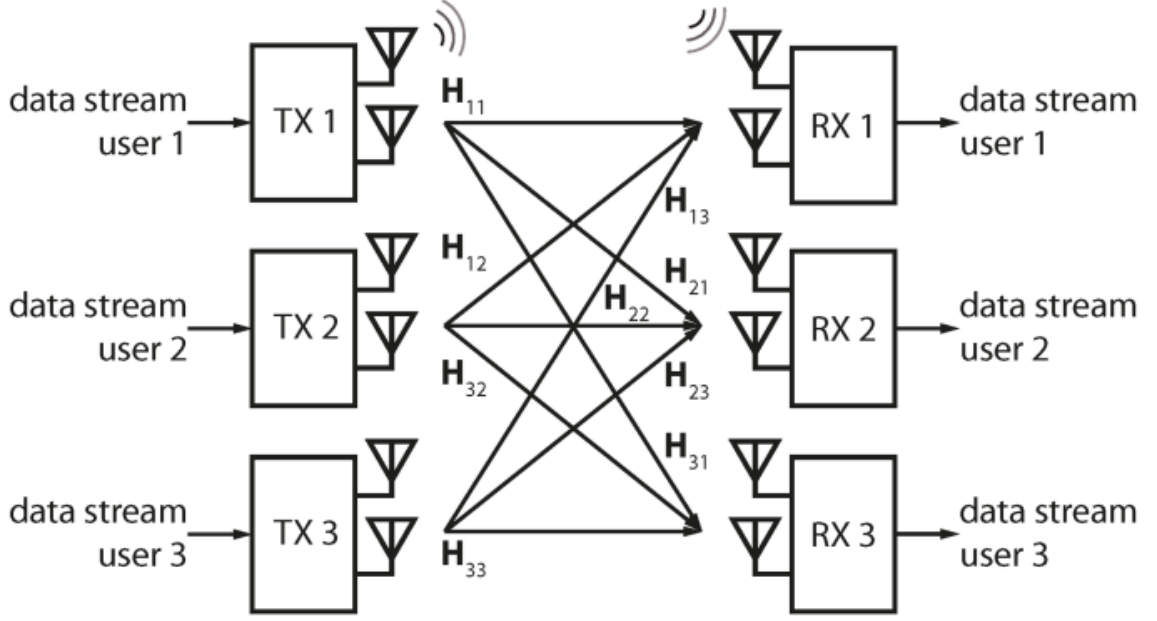 data stream
user 1
TX 1
H11
RX 1
data stream
user 1
H13
H12
H21
data stream
user 2
TX 2
H22
RX 2
data stream
user 2
H32
H23
H31
data stream
user 3
TX 3
H33
RX 3
data stream
user 3